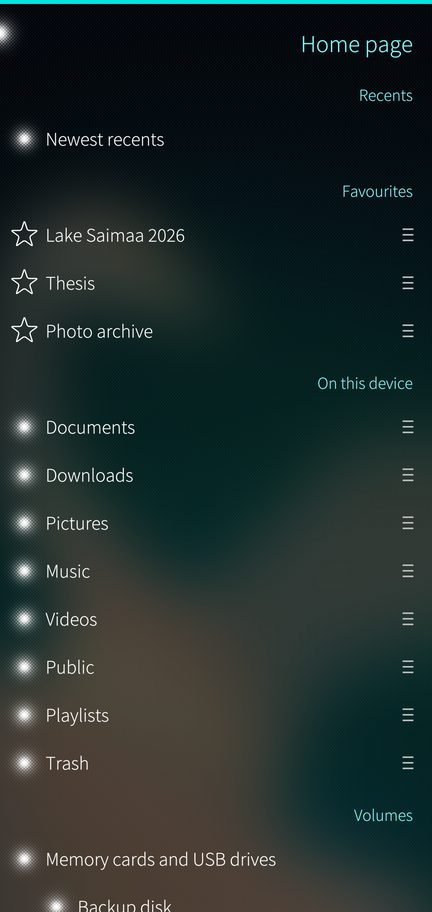 Home page
Recents
Newest recents
Favourites
Lake Saimaa 2026
Thesis
Photo archive
On this device
Documents
Downloads
Pictures
Music
Videos
Public
Playlists
Trash
Volumes
Memory cards and USB drives
Backup disk